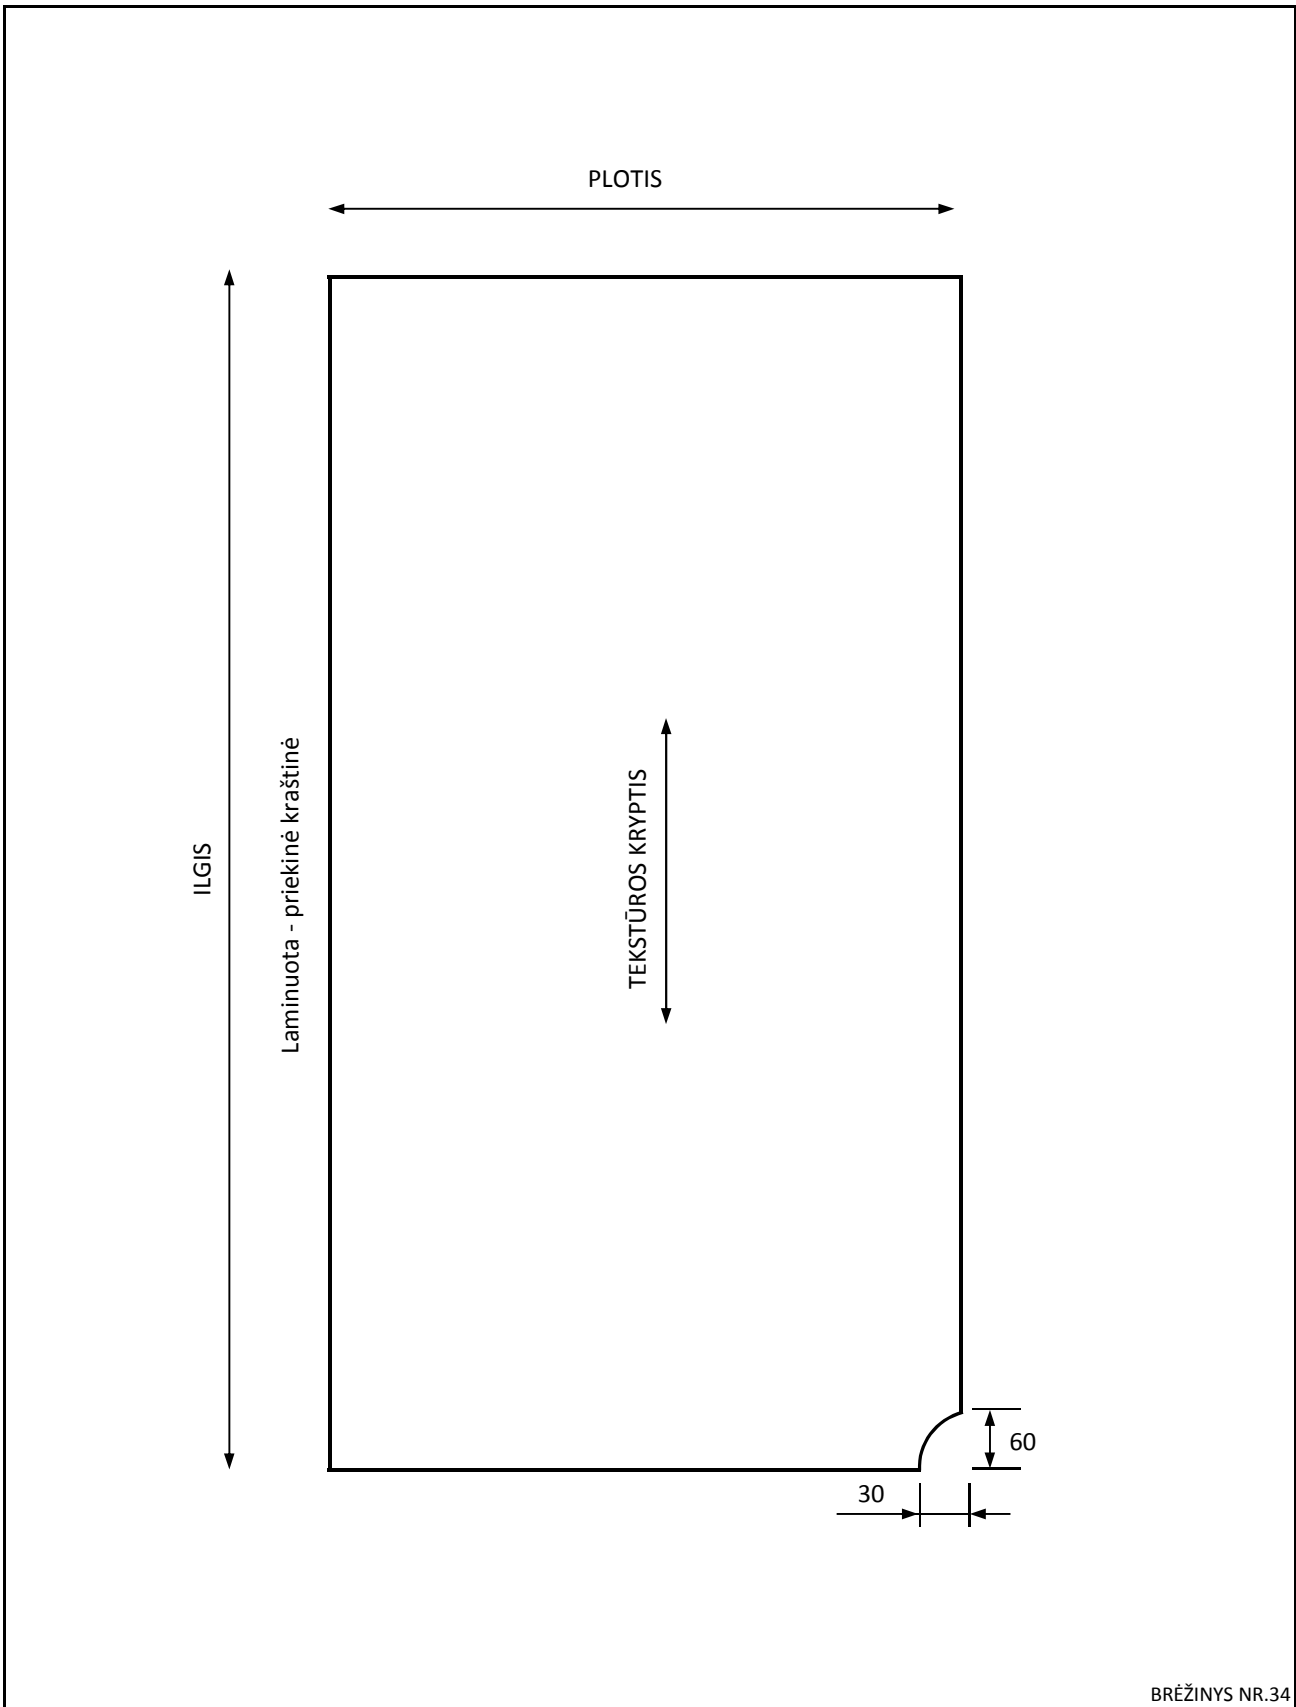 PLOTIS
ILGIS
Laminuota - priekinė kraštinė
TEKSTŪROS KRYPTIS
60
30
BRĖŽINYS NR.34